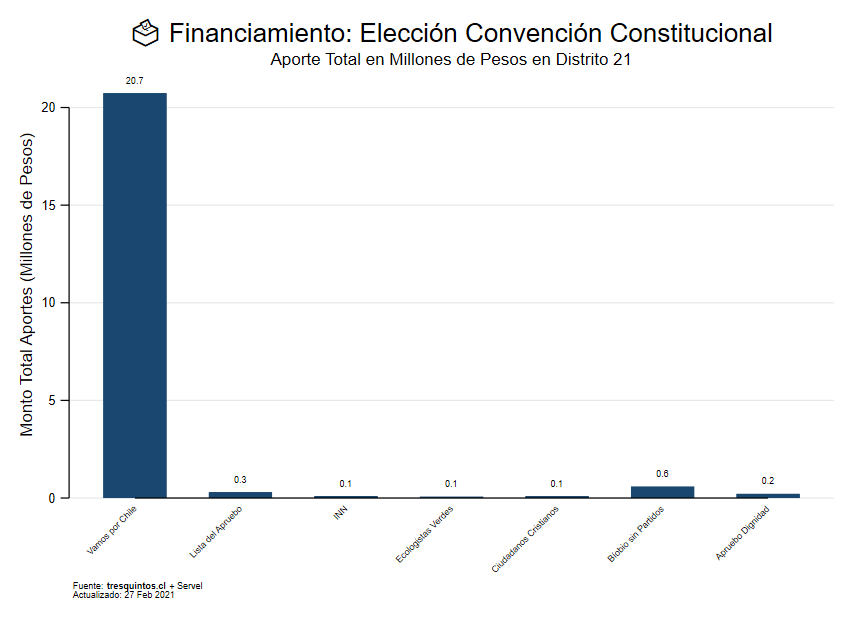 Financiamiento: Elección Convención Constitucional
Aporte Total en Millones de Pesos en Distrito 21
Monto Total Aportes (Millones de Pesos)
20
15
10
5
0
20.7
0.3
0.1
0.1
0.1
0.6
0.2
Vamos por Chile
Lista del Apruebo
INN
Ecologistas Verdes
Ciudadanos Cristianos
Biobio sin Partidos
Apruebo Dignidad
Fuente: tresquintos.cl + Servel
Actualizado: 27 Feb 2021